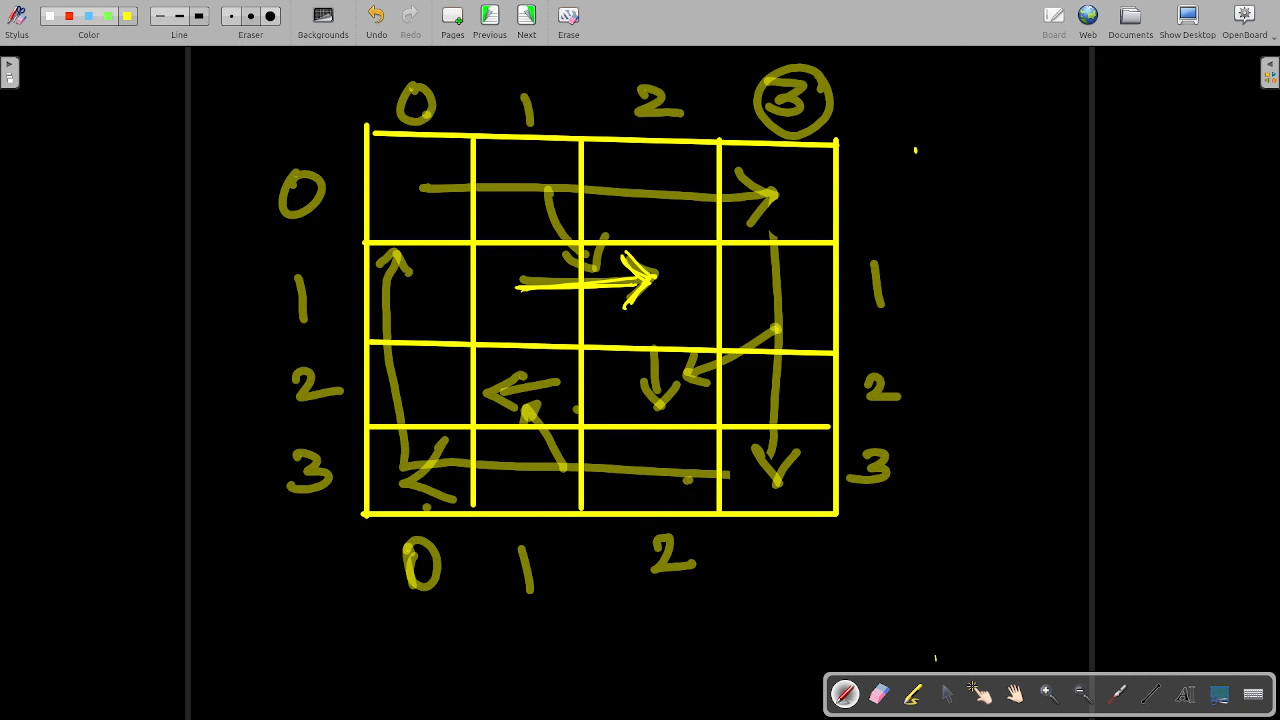 Stylus
Color
Line
Eraser
Backgrounds
Undo
Redo
Pages
Previous
Next
Erase
Board
Web
Documents
Show Desktop
OpenBoard
0 1 2 3
0
1 1
2 2
3 3
0 1 2
AI